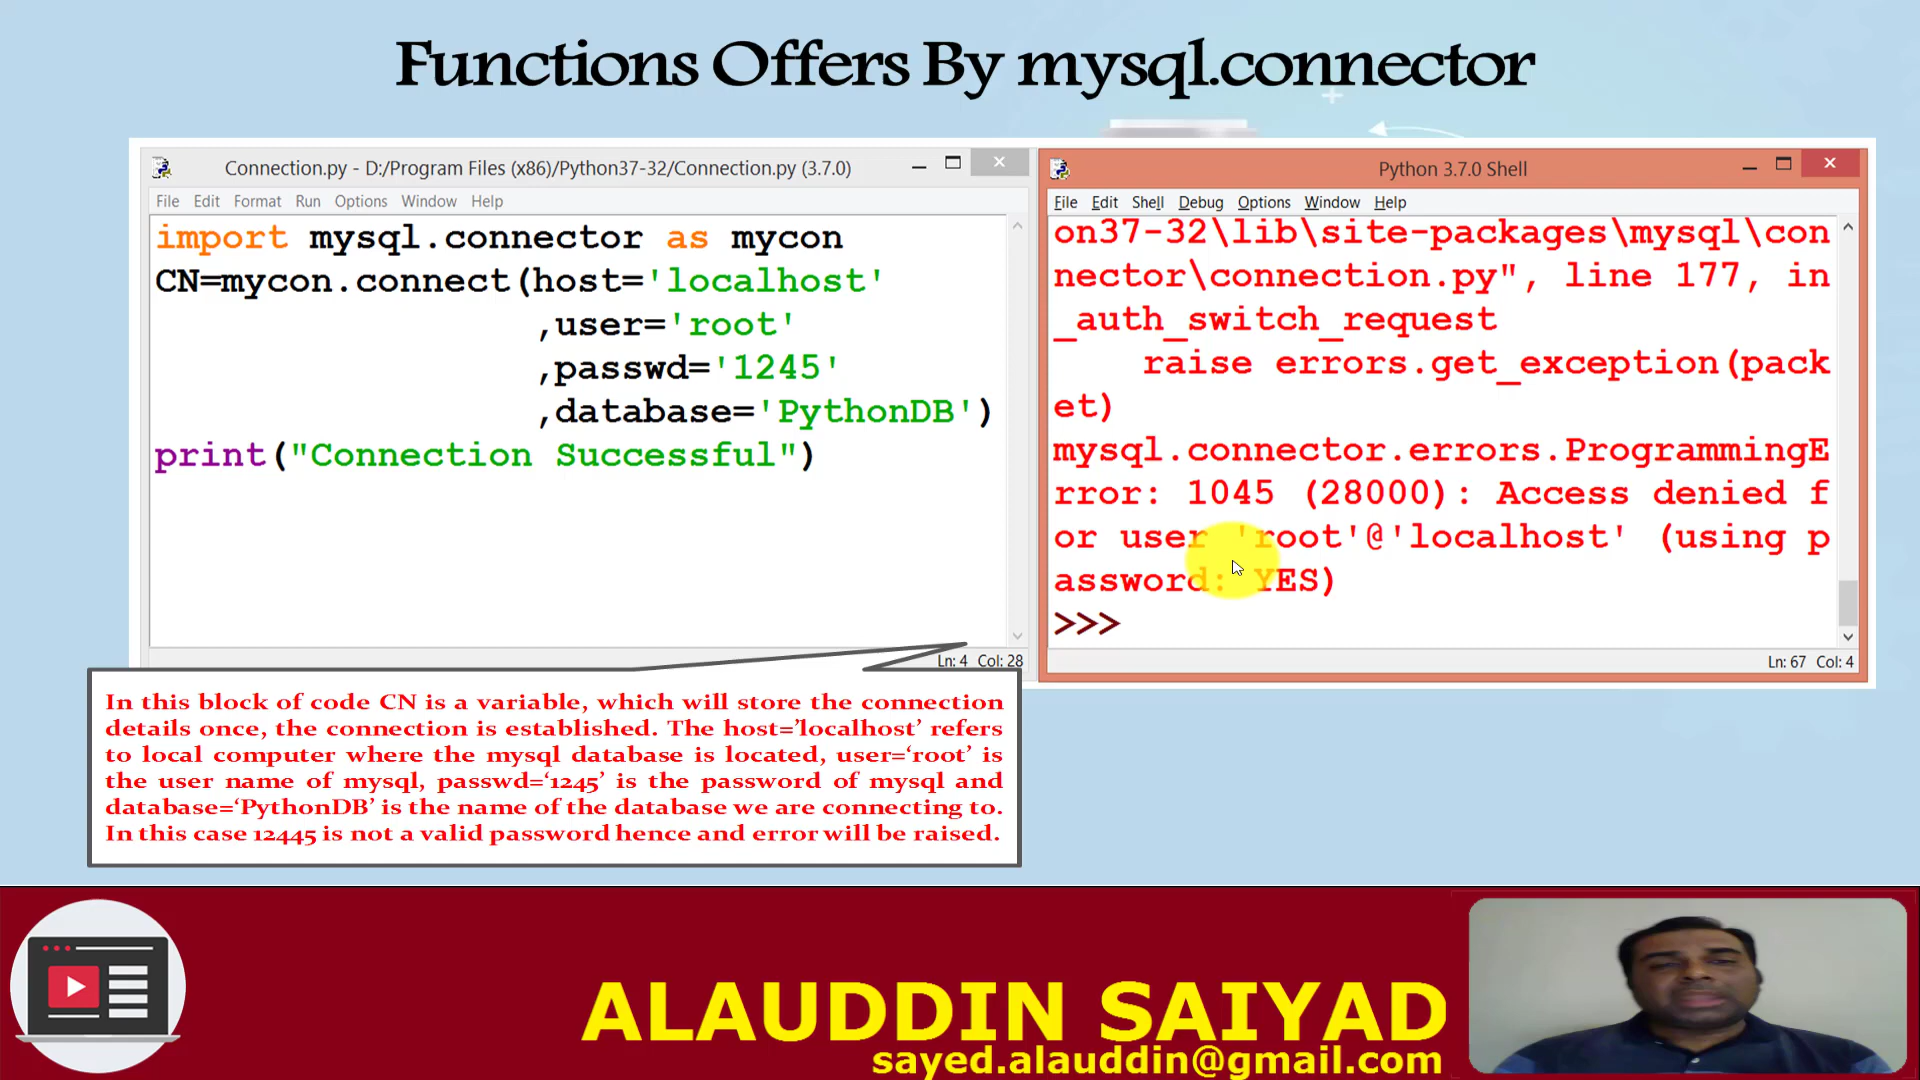 Functions Offers By mysql.connector
Connection.py - D:/Program Files (x86)/Python37-32/Connection.py (3.7.0)
File Edit Format Run Options Window Help
import mysql.connector as mycon
CN=mycon.connect(host='localhost'
,user='root'
,passwd='1245'
,database='PythonDB')
print("Connection Successful")
Ln: 4 Col: 28
Python 3.7.0 Shell
File Edit Shell Debug Options Window Help
on37-32\lib\site-packages\mysql\con
nector\connection.py", line 177, in
_auth_switch_request
raise errors.get_exception(pack
et)
mysql.connector.errors.ProgrammingE
rror: 1045 (28000): Access denied f
or user 'root'@'localhost' (using p
assword: YES)
>>>
Ln: 67 Col: 4
In this block of code CN is a variable, which will store the connection
details once, the connection is established. The host=’localhost’ refers
to local computer where the mysql database is located, user=‘root’ is
the user name of mysql, passwd=‘1245’ is the password of mysql and
database=‘PythonDB’ is the name of the database we are connecting to.
In this case 12445 is not a valid password hence and error will be raised.
ALAUDDIN SAIYAD
sayed.alauddin@gmail.com